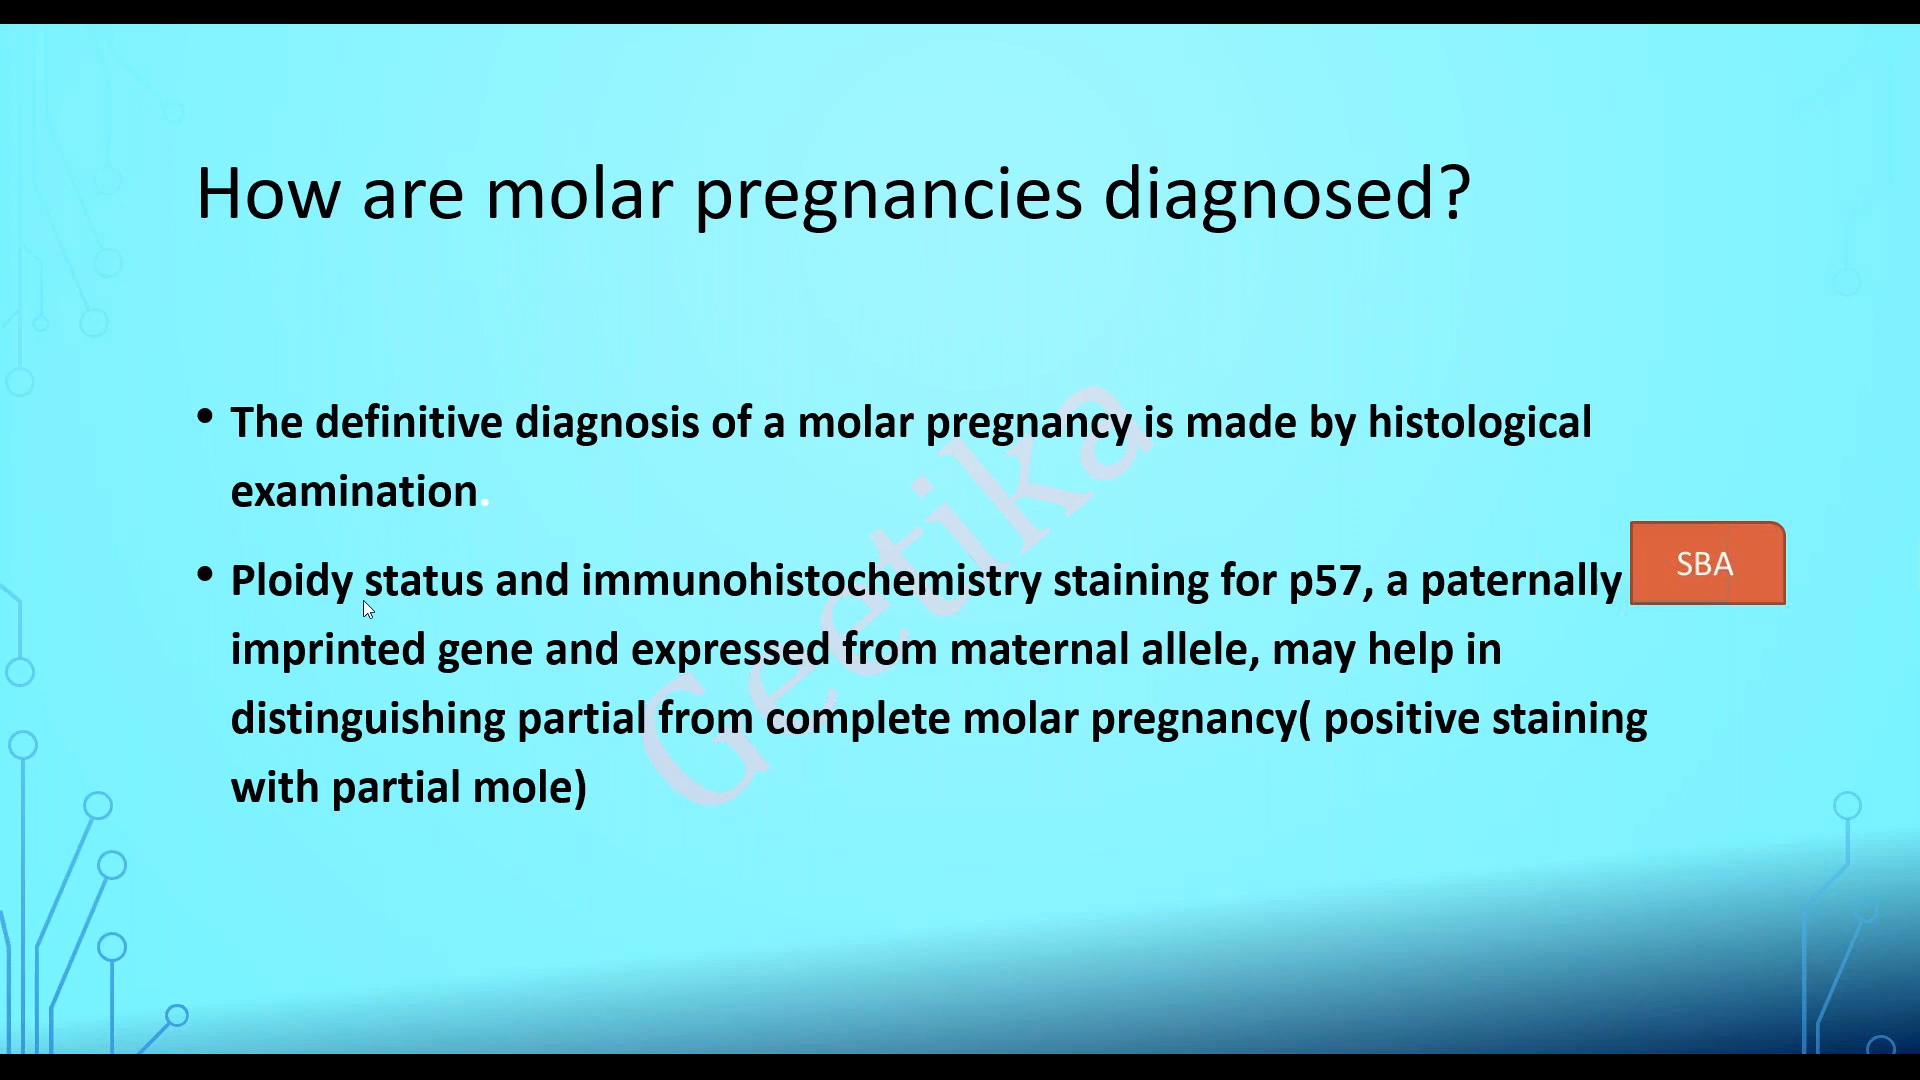 How are molar pregnancies diagnosed?
• The definitive diagnosis of a molar pregnancy is made by histological
examination.
• Ploidy status and immunohistochemistry staining for p57, a paternally
SBA
imprinted gene and expressed from maternal allele, may help in
distinguishing partial from complete molar pregnancy( positive staining
with partial mole)
Geetika